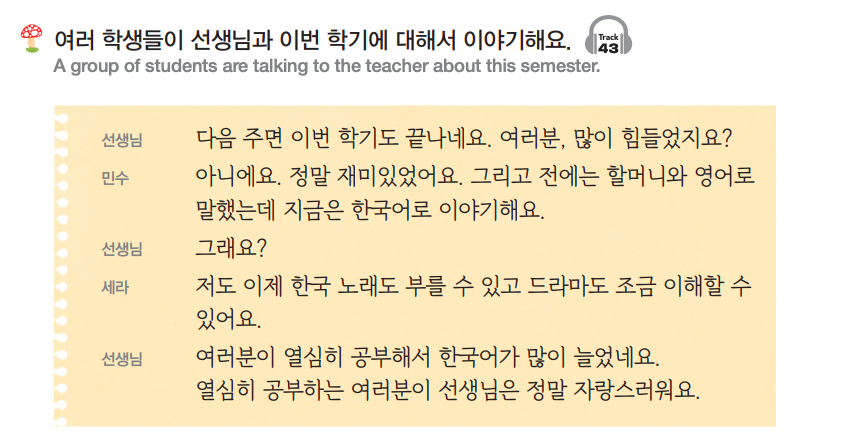 여러 학생들이 선생님과 이번 학기에 대해서 이야기해요. Track 43
A group of students are talking to the teacher about this semester.
선생님 다음 주면 이번 학기도 끝나네요. 여러분, 많이 힘들었지요?
민수 아니에요. 정말 재미있었어요. 그리고 전에는 할머니와 영어로
말했는데 지금은 한국어로 이야기해요.
선생님 그래요?
세라 저도 이제 한국 노래도 부를 수 있고 드라마도 조금 이해할 수
있어요.
선생님 여러분이 열심히 공부해서 한국어가 많이 늘었네요.
열심히 공부하는 여러분이 선생님은 정말 자랑스러워요.